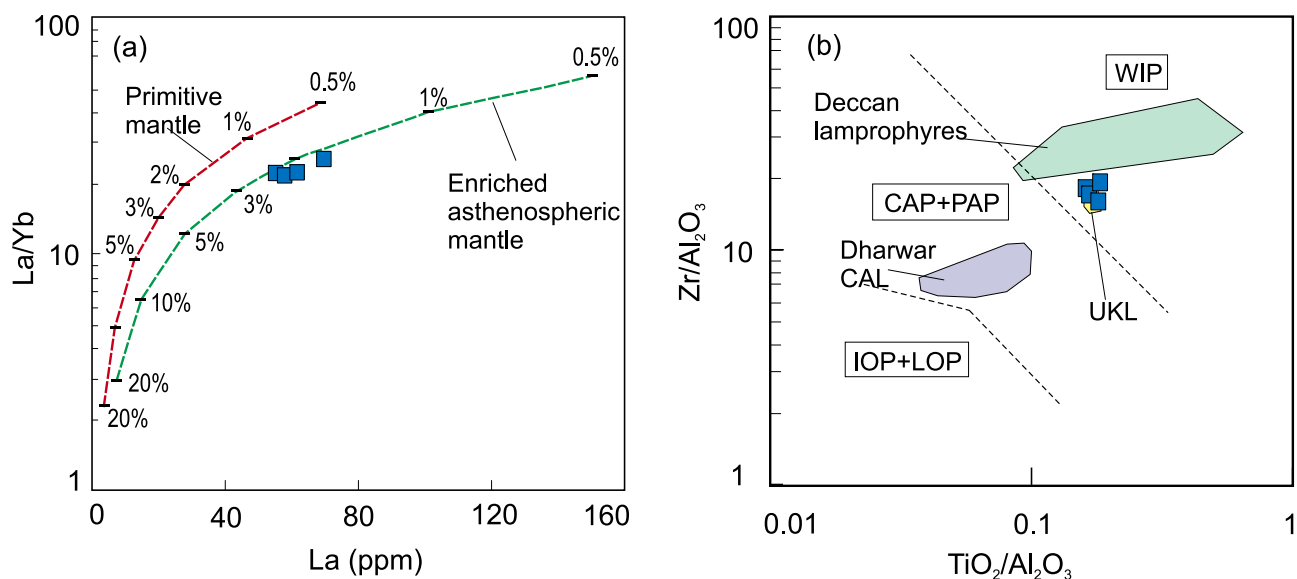 (a)
100
10
1
La/Yb
0
40
80
120
160
La (ppm)
Primitive
mantle
0.5%
1%
2%
3%
5%
20%
0.5%
1%
3%
5%
10%
20%
Enriched
asthenospheric
mantle
(b)
100
10
1
Zr/Al₂O₃
0.01
0.1
1
TiO₂/Al₂O₃
WIP
Deccan
lamprophyres
CAP+PAP
Dharwar
CAL
UKL
IOP+LOP